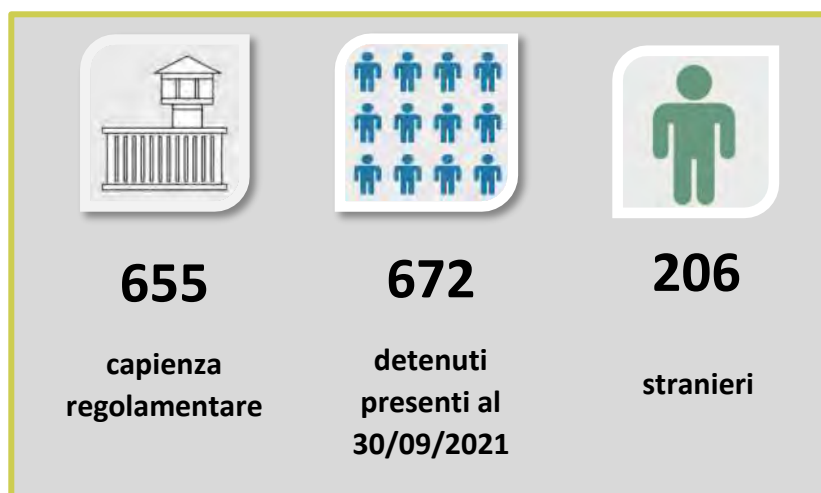 655
capienza
regolamentare
672
detenuti
presenti al
30/09/2021
206
stranieri